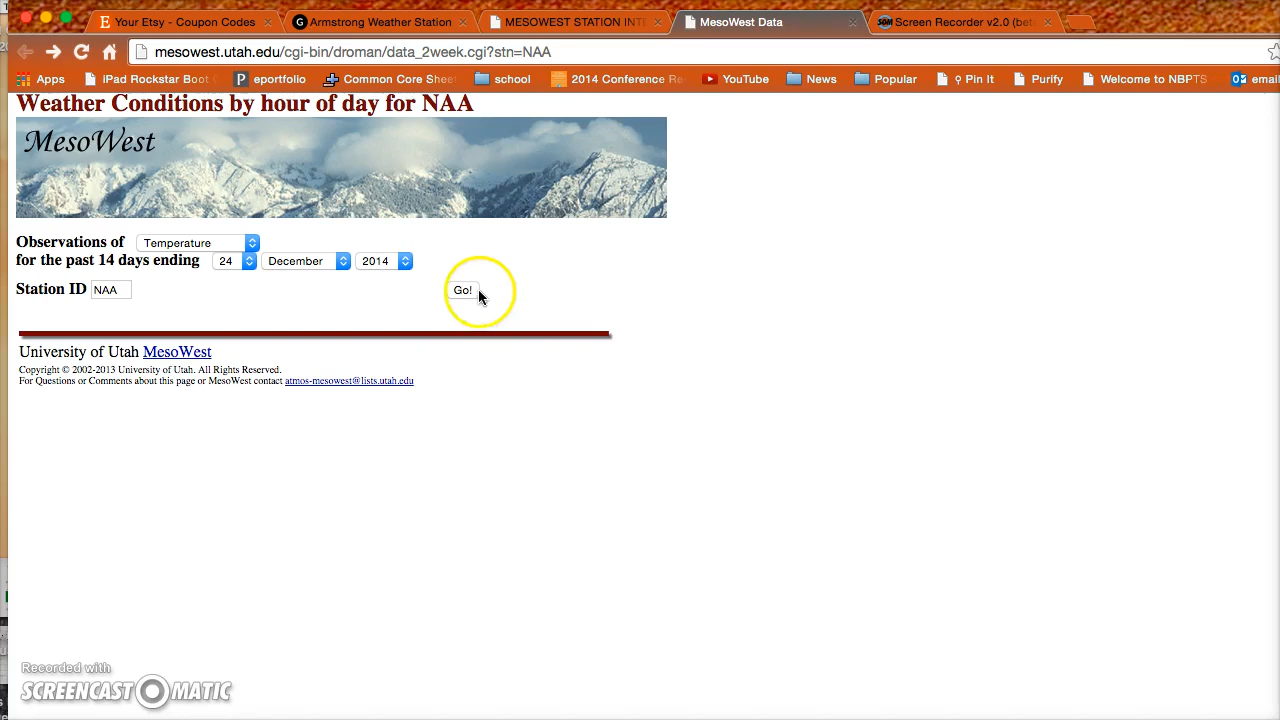 Your Etsy - Coupon Codes
Armstrong Weather Station
MESOWEST STATION INTE
MesoWest Data
Screen Recorder v2.0 (bet
mesowest.utah.edu/cgi-bin/droman/data_2week.cgi?stn=NAA
Apps iPad Rockstar Boot eportfolio Common Core Sheet school 2014 Conference Re YouTube News Popular Pin It Purify Welcome to NBPTS email
Weather Conditions by hour of day for NAA
MesoWest
Observations of Temperature
for the past 14 days ending 24 December 2014
Station ID NAA Go!
University of Utah MesoWest
Copyright © 2002-2013 University of Utah. All Rights Reserved.
For Questions or Comments about this page or MesoWest contact atmos-mesowest@lists.utah.edu
Recorded with
SCREENCAST-O-MATIC